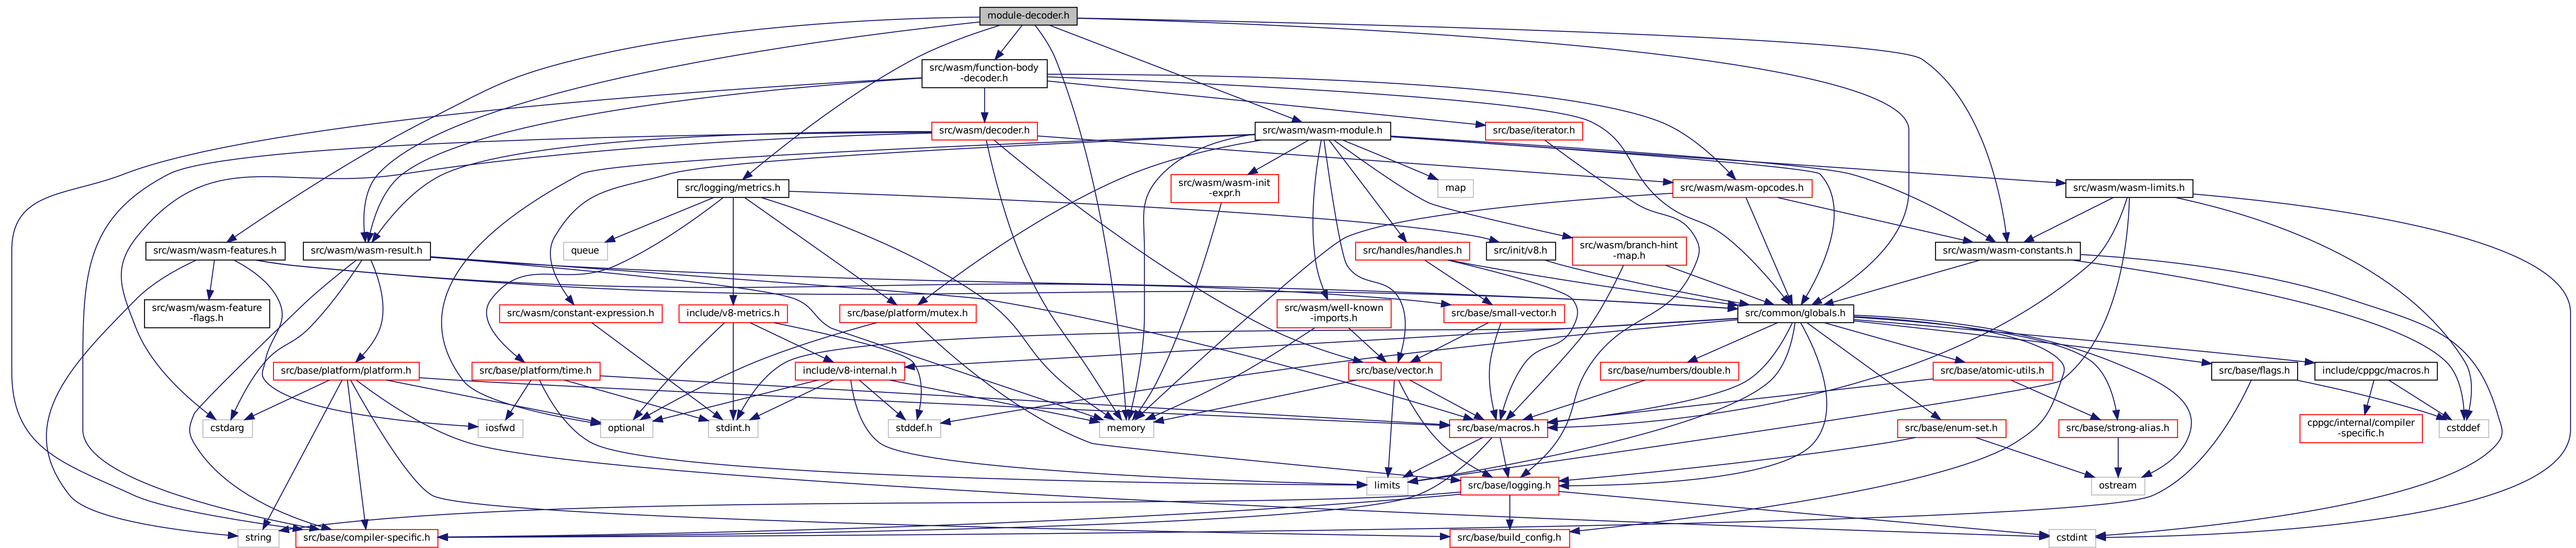 module-decoder.h
src/wasm/function-body
-decoder.h
src/wasm/decoder.h
src/wasm/wasm-module.h
src/base/iterator.h
src/logging/metrics.h
src/wasm/wasm-init
-expr.h
map
src/wasm/wasm-opcodes.h
src/wasm/wasm-limits.h
src/wasm/wasm-features.h
src/wasm/wasm-result.h
queue
src/handles/handles.h
src/init/v8.h
src/wasm/branch-hint
-map.h
src/wasm/wasm-constants.h
src/wasm/wasm-feature
-flags.h
src/wasm/constant-expression.h
include/v8-metrics.h
src/base/platform/mutex.h
src/wasm/well-known
-imports.h
src/base/small-vector.h
src/common/globals.h
src/base/platform/platform.h
src/base/platform/time.h
include/v8-internal.h
src/base/vector.h
src/base/numbers/double.h
src/base/atomic-utils.h
src/base/flags.h
include/cppgc/macros.h
cstdarg
iosfwd
optional
stdint.h
stddef.h
memory
src/base/macros.h
src/base/enum-set.h
src/base/strong-alias.h
cppgc/internal/compiler
-specific.h
cstddef
limits
src/base/logging.h
ostream
string
src/base/compiler-specific.h
src/base/build_config.h
cstdint